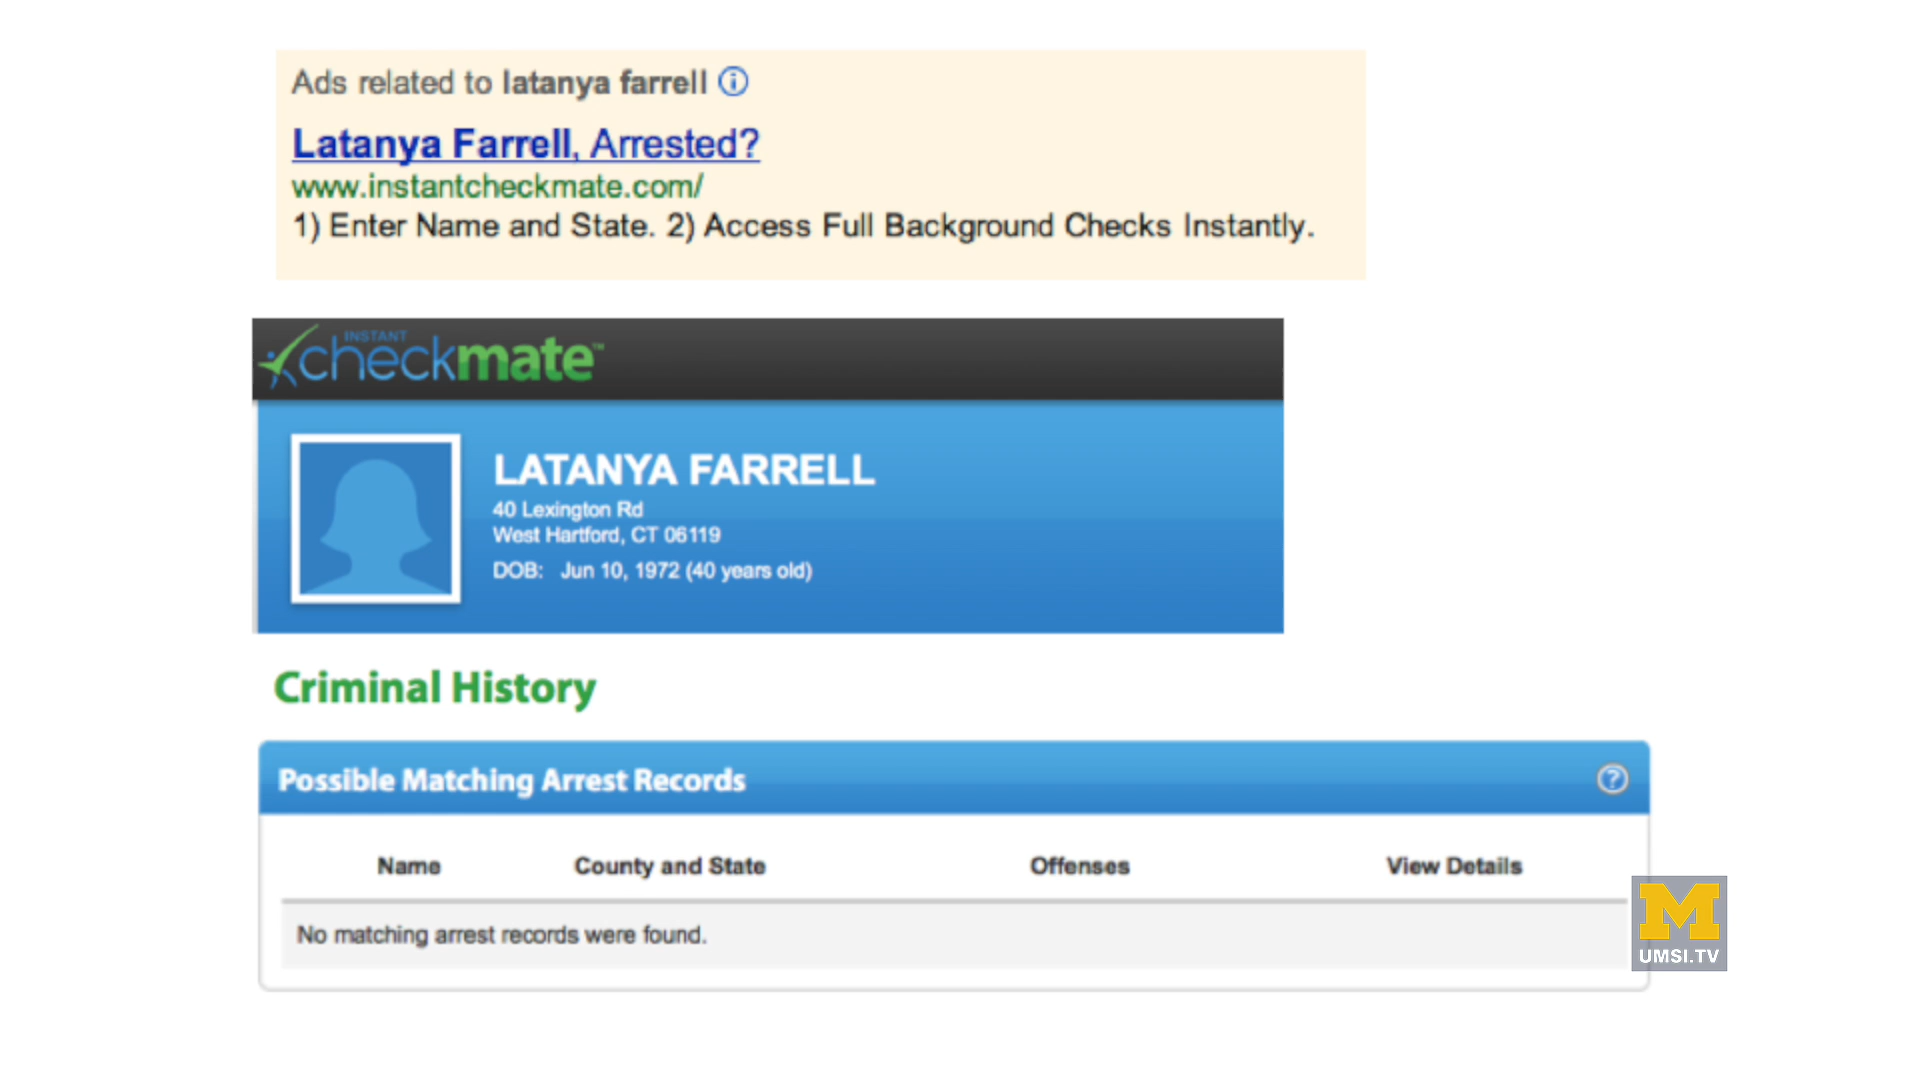 Ads related to latanya farrell
Latanya Farrell, Arrested?
www.instantcheckmate.com/
1) Enter Name and State. 2) Access Full Background Checks Instantly.
INSTANT
checkmate™
LATANYA FARRELL
40 Lexington Rd
West Hartford, CT 06119
DOB: Jun 10, 1972 (40 years old)
Criminal History
Possible Matching Arrest Records
Name County and State Offenses View Details
No matching arrest records were found.
M
UMSI.TV